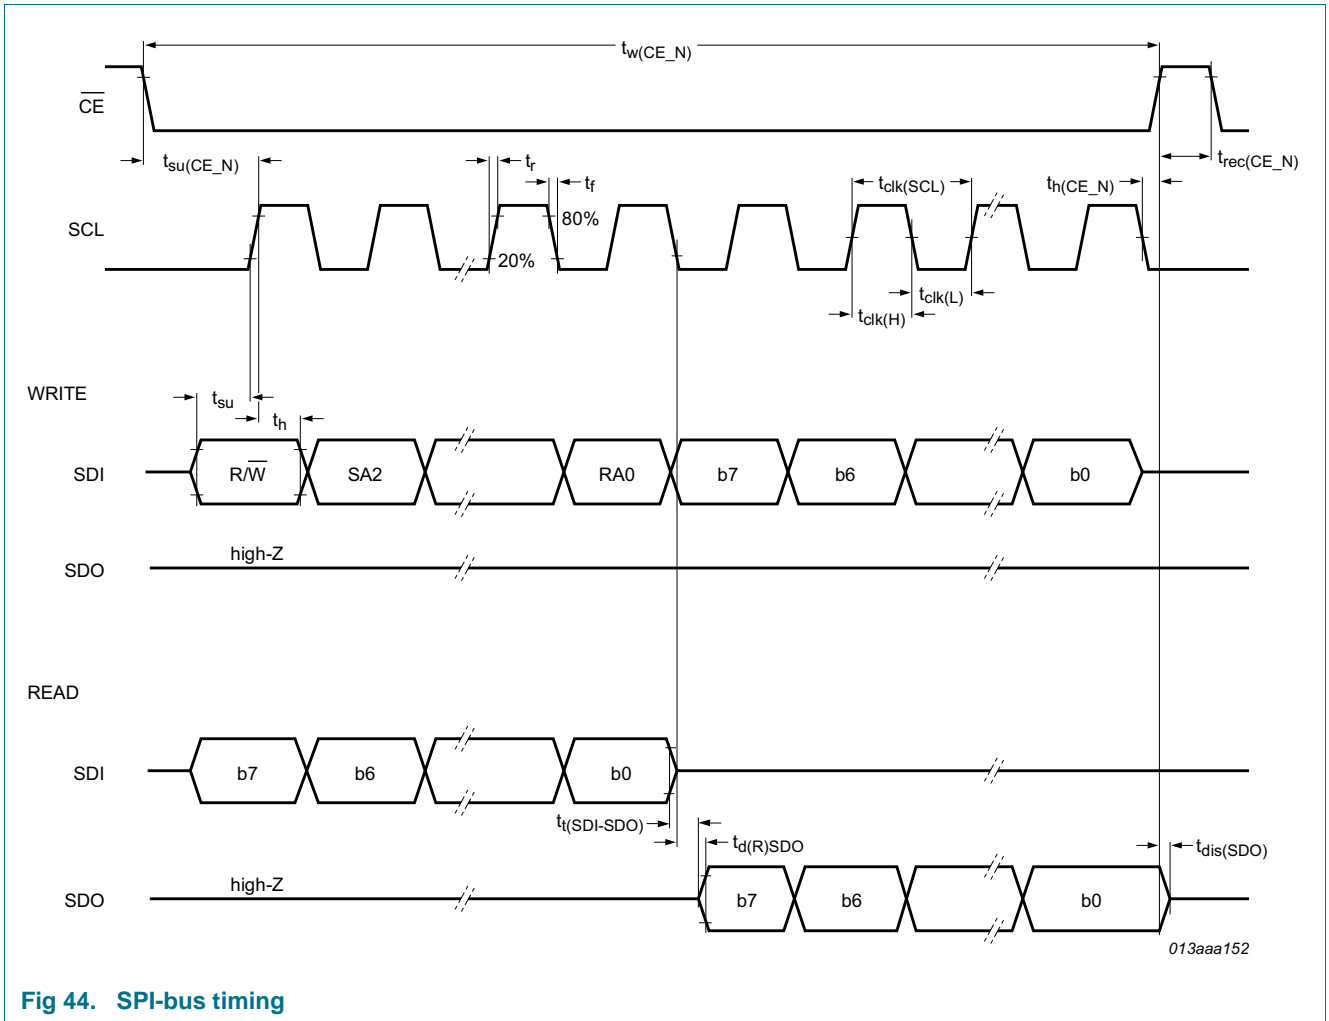 tw(CE_N)
CE
tsu(CE_N)
tr
tf
tclk(SCL)
th(CE_N)
trec(CE_N)
SCL
80%
20%
tclk(L)
tclk(H)
WRITE
tsu
th
SDI
R/W
SA2
RA0
b7
b6
b0
SDO
high-Z
READ
SDI
b7
b6
b0
tt(SDI-SDO)
td(R)SDO
tdis(SDO)
SDO
high-Z
b7
b6
b0
013aaa152
Fig 44. SPI-bus timing